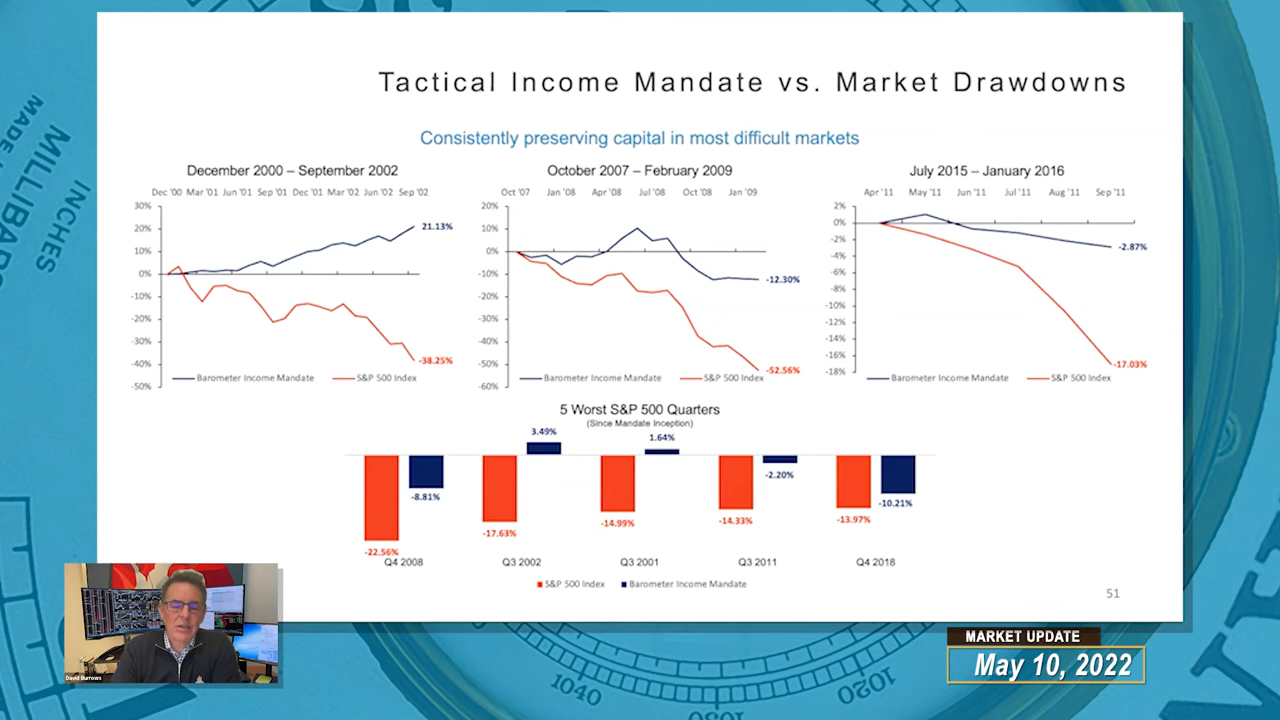 Tactical Income Mandate vs. Market Drawdowns
Consistently preserving capital in most difficult markets
December 2000 – September 2002
Dec '00 Mar '01 Jun '01 Sep '01 Dec '01 Mar '02 Jun '02 Sep '02
30%
20%
10%
0%
-10%
-20%
-30%
-40%
-50%
21.13%
-38.25%
Barometer Income Mandate
S&P 500 Index
October 2007 – February 2009
Oct '07 Jan '08 Apr '08 Jul '08 Oct '08 Jan '09
20%
10%
0%
-10%
-20%
-30%
-40%
-50%
-60%
-12.30%
-52.56%
Barometer Income Mandate
S&P 500 Index
July 2015 – January 2016
Apr '11 May '11 Jun '11 Jul '11 Aug '11 Sep '11
2%
0%
-2%
-4%
-6%
-8%
-10%
-12%
-14%
-16%
-18%
-2.87%
-17.03%
Barometer Income Mandate
S&P 500 Index
5 Worst S&P 500 Quarters
(Since Mandate Inception)
3.49%
1.64%
-2.20%
-8.81%
-10.21%
-22.56%
-17.63%
-14.99%
-14.33%
-13.97%
Q4 2008 Q3 2002 Q3 2001 Q3 2011 Q4 2018
S&P 500 Index Barometer Income Mandate
51
David Burrows
MARKET UPDATE
May 10, 2022
MILLIBARS
INCHES
1040
1030
1020